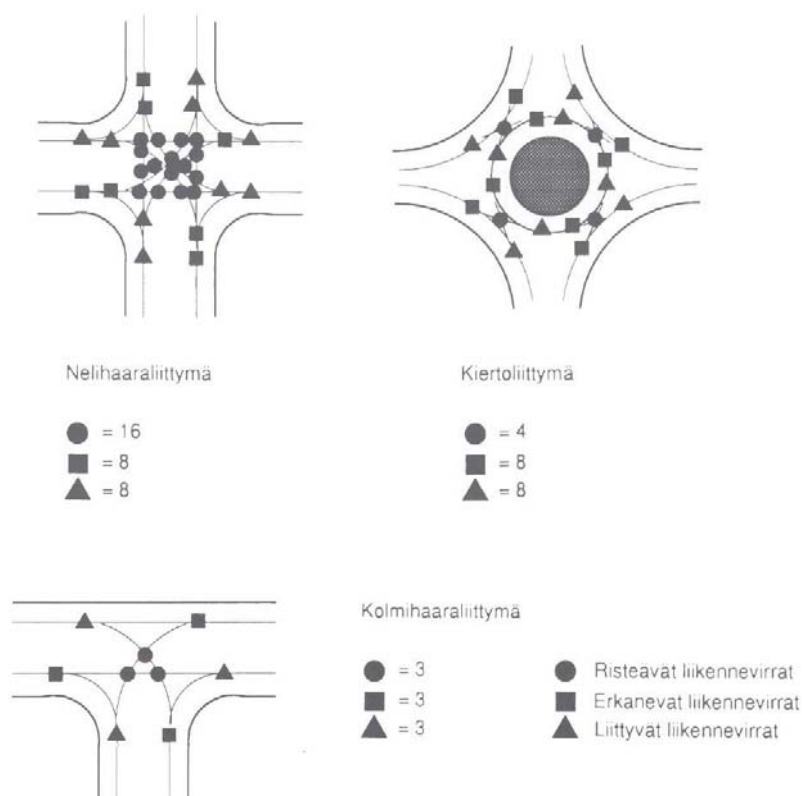 Nelihaaraliittymä
= 16
= 8
= 8
Kiertoliittymä
= 4
= 8
= 8
Kolmihaaraliittymä
= 3
= 3
= 3
Risteävät liikennevirrat
Erkanevat liikennevirrat
Liittyvät liikennevirrat